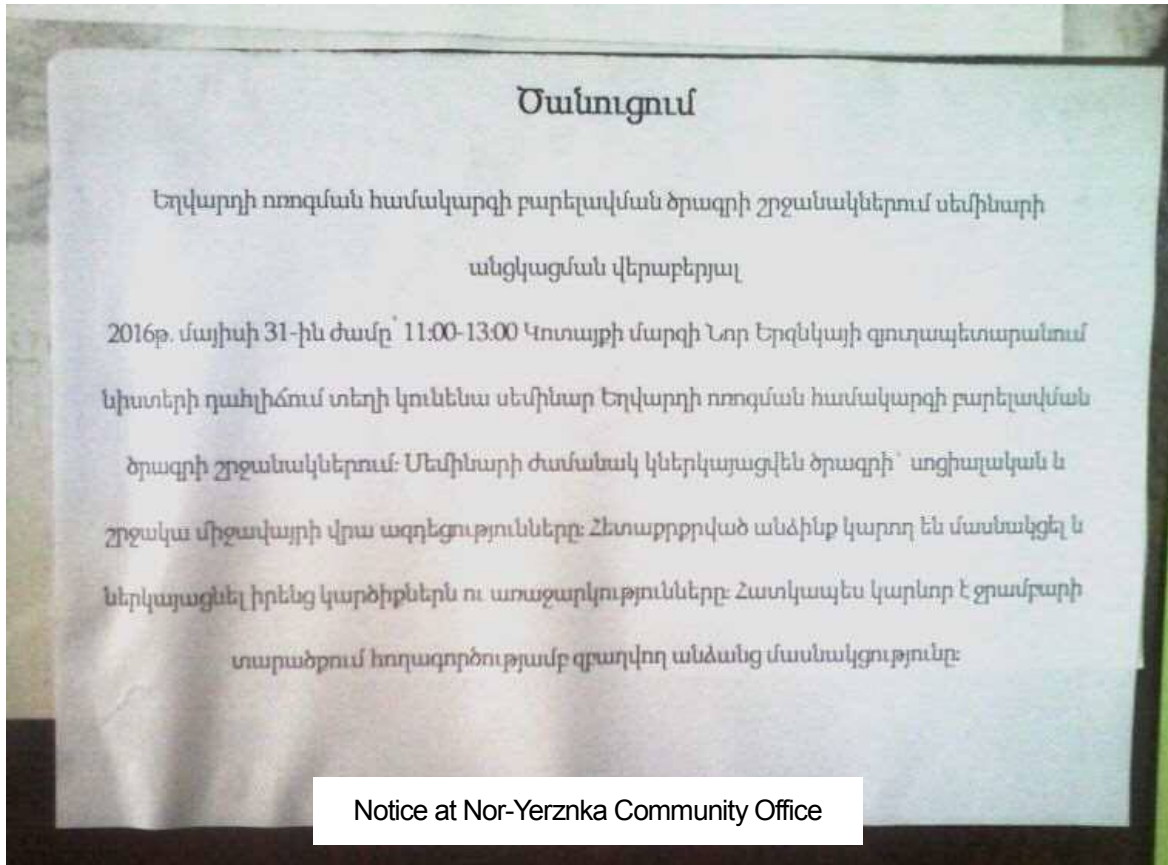 Ծանուցում
Եղվարդի ոռոգման համակարգի բարելավման ծրագրի շրջանակներում սեմինարի
անցկացման վերաբերյալ
2016թ. մայիսի 31-ին ժամը՝ 11:00-13:00 Կոտայքի մարզի Նոր Երզնկայի գյուղապետարանում
նիստերի դահլիճում տեղի կունենա սեմինար Եղվարդի ոռոգման համակարգի բարելավման
ծրագրի շրջանակներում: Սեմինարի ժամանակ կներկայացվեն ծրագրի՝ սոցիալական և
շրջակա միջավայրի վրա ազդեցությունները: Հետաքրքրված անձինք կարող են մասնակցել և
ներկայացնել իրենց կարծիքներն ու առաջարկությունները: Հատկապես կարևոր է ջրամբարի
տարածքում հողագործությամբ զբաղվող անձանց մասնակցությունը:
Notice at Nor-Yerznka Community Office